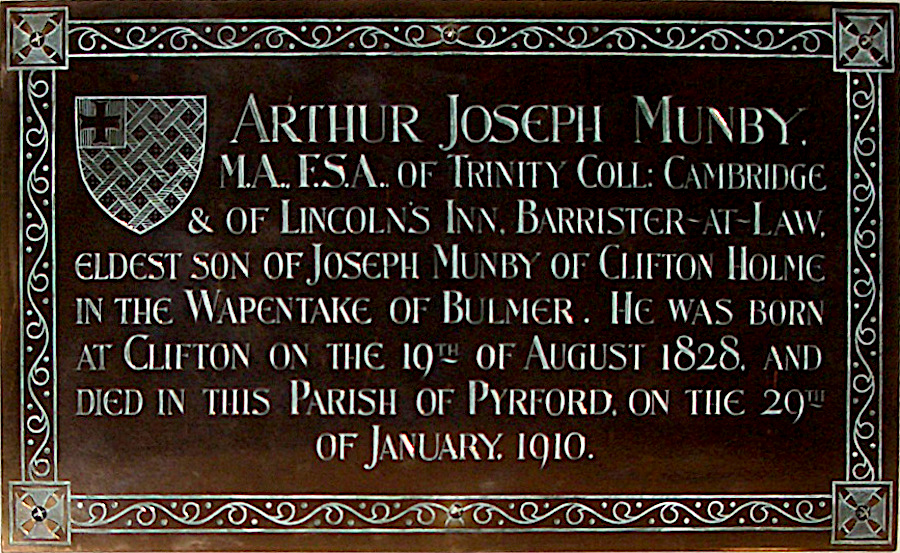 ARTHUR JOSEPH MUNBY.
M.A., F.S.A., OF TRINITY COLL: CAMBRIDGE
& OF LINCOLN'S INN, BARRISTER-AT-LAW,
ELDEST SON OF JOSEPH MUNBY OF CLIFTON HOLME
IN THE WAPENTAKE OF BULMER. HE WAS BORN
AT CLIFTON ON THE 19TH OF AUGUST 1828, AND
DIED IN THIS PARISH OF PYRFORD, ON THE 29TH
OF JANUARY, 1910.